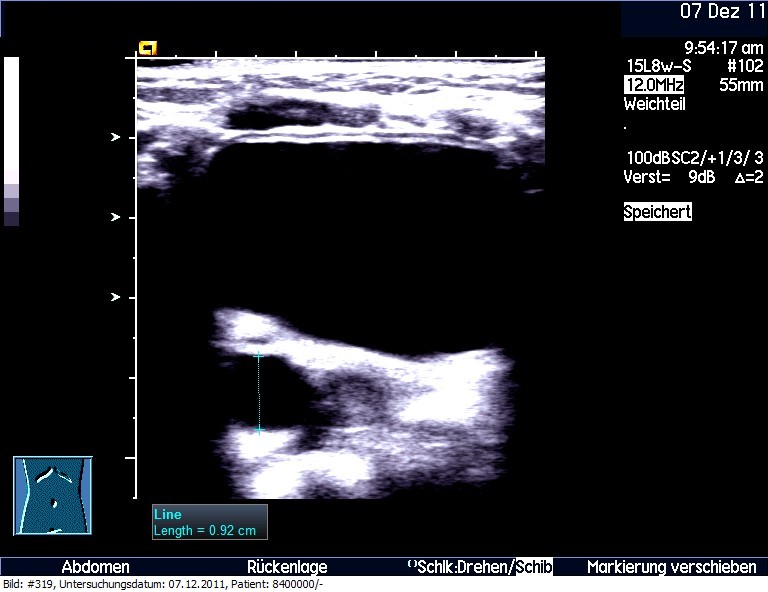 07 Dez 11
9:54:17 am
15L8w-S #102
12.0MHz 55mm
Weichteil
.
100dB SC2/+1/3/ 3
Verst= 9dB Δ=2
Speichert
Line
Length = 0.92 cm
Abdomen Rückenlage Schlk:Drehen/Schib Markierung verschieben
Bild: #319, Untersuchungsdatum: 07.12.2011, Patient: 8400000/-